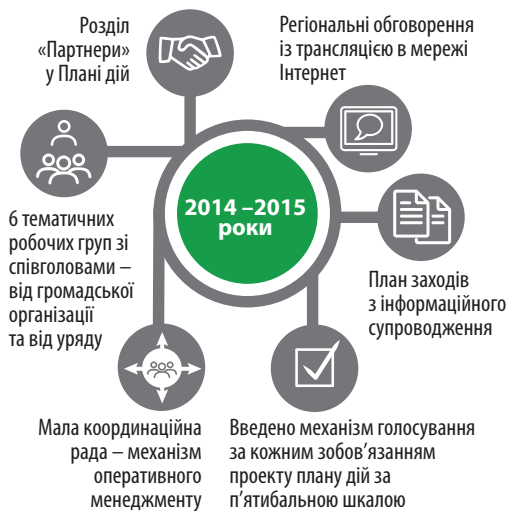 Розділ
«Партнери»
у Плані дій
Регіональні обговорення
із трансляцією в мережі
Інтернет
2014 –2015
роки
6 тематичних
робочих груп зі
співголовами –
від громадської
організації
та від уряду
План заходів
з інформаційного
супроводження
Мала координаційна
рада – механізм
оперативного
менеджменту
Введено механізм голосування
за кожним зобов’язанням
проекту плану дій за
п’ятибальною шкалою